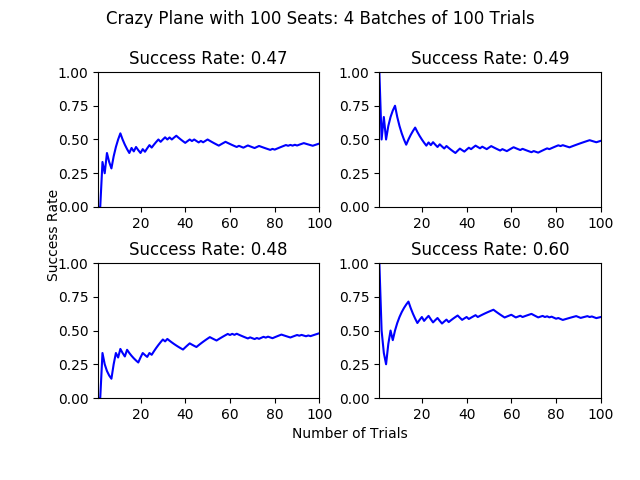 Crazy Plane with 100 Seats: 4 Batches of 100 Trials
Success Rate: 0.47
1.00
0.75
0.50
0.25
0.00
20 40 60 80 100
Success Rate: 0.49
1.00
0.75
0.50
0.25
0.00
20 40 60 80 100
Success Rate
Success Rate: 0.48
1.00
0.75
0.50
0.25
0.00
20 40 60 80 100
Success Rate: 0.60
1.00
0.75
0.50
0.25
0.00
20 40 60 80 100
Number of Trials